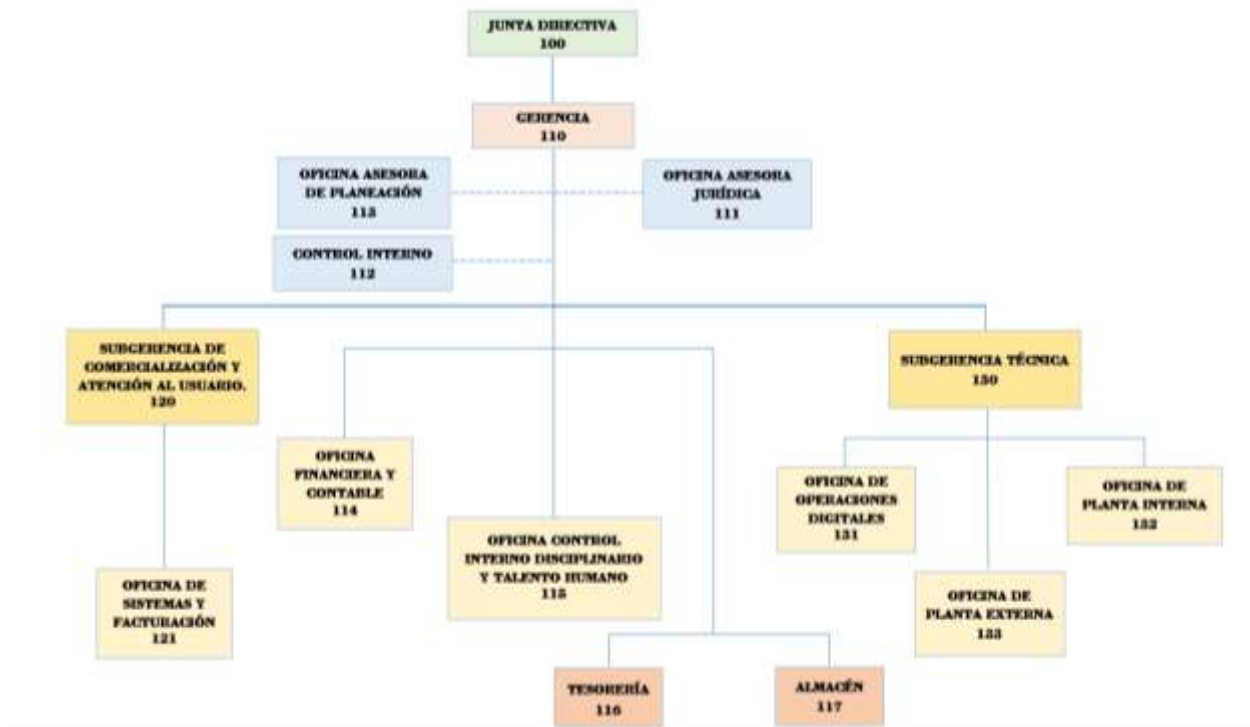 JUNTA DIRECTIVA
100
GERENCIA
110
OFICINA ASESORA
DE PLANEACIÓN
113
OFICINA ASESORA
JURÍDICA
111
CONTROL INTERNO
112
SUBGERENCIA DE
COMERCIALIZACIÓN Y
ATENCIÓN AL USUARIO.
120
SUBGERENCIA TÉCNICA
130
OFICINA
FINANCIERA Y
CONTABLE
114
OFICINA DE
OPERACIONES
DIGITALES
131
OFICINA DE
PLANTA INTERNA
132
OFICINA CONTROL
INTERNO DISCIPLINARIO
Y TALENTO HUMANO
115
OFICINA DE
SISTEMAS Y
FACTURACIÓN
121
OFICINA DE
PLANTA EXTERNA
133
TESORERÍA
116
ALMACÉN
117